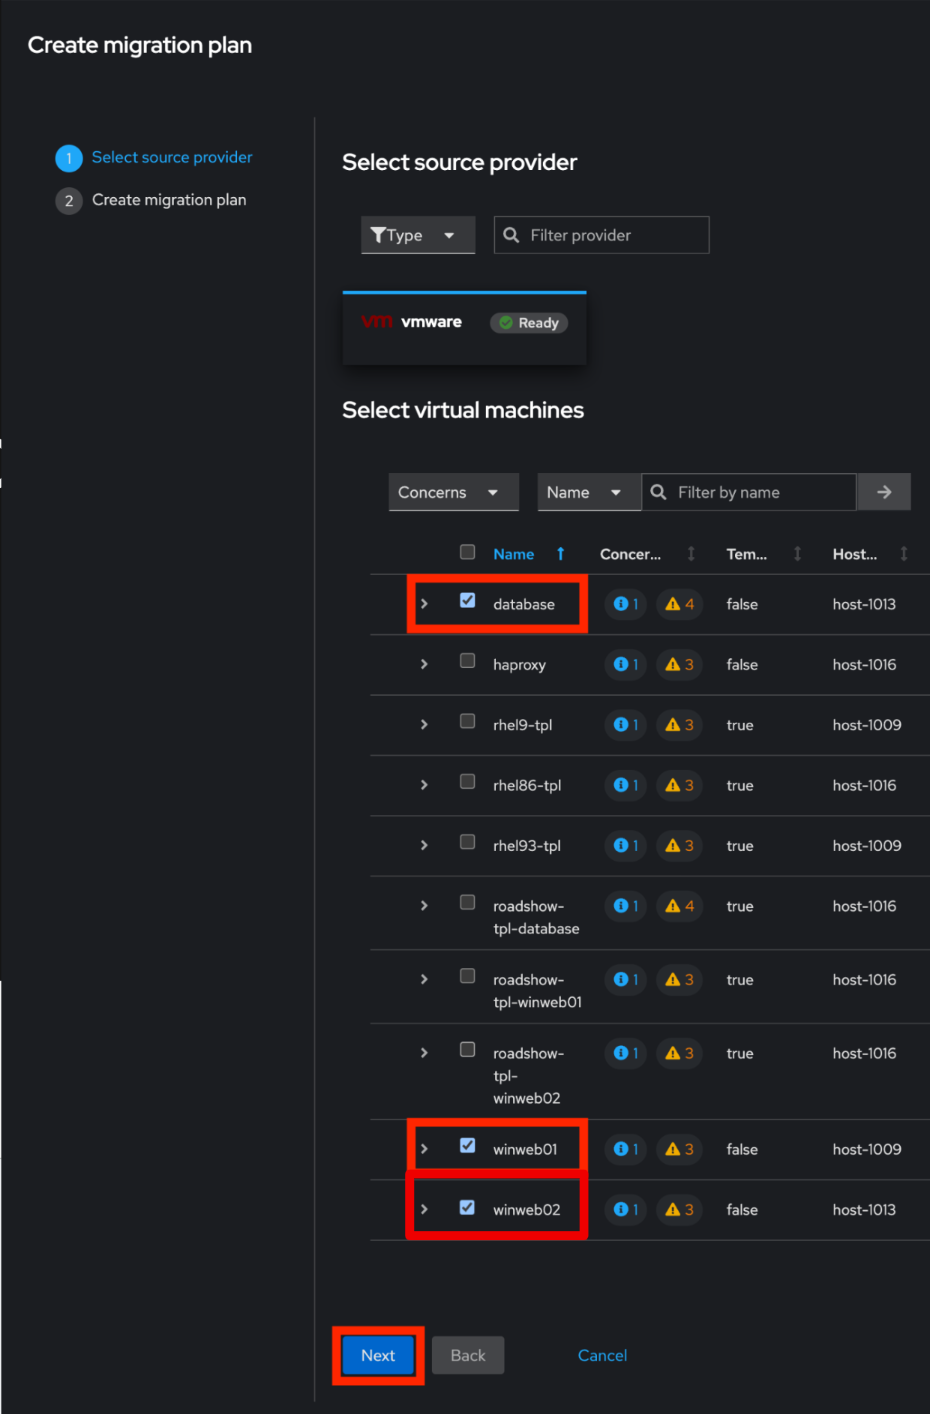 Create migration plan
1 Select source provider
2 Create migration plan
Select source provider
Type
Filter provider
vm vmware Ready
Select virtual machines
Concerns Name Filter by name
Name Concer... Tem... Host...
database 1 4 false host-1013
haproxy 1 3 false host-1016
rhel9-tpl 1 3 true host-1009
rhel86-tpl 1 3 true host-1016
rhel93-tpl 1 3 true host-1009
roadshow- 1 4 true host-1016
tpl-database
roadshow- 1 3 true host-1016
tpl-winweb01
roadshow- 1 3 true host-1016
tpl-
winweb02
winweb01 1 3 false host-1009
winweb02 1 3 false host-1013
Next Back Cancel